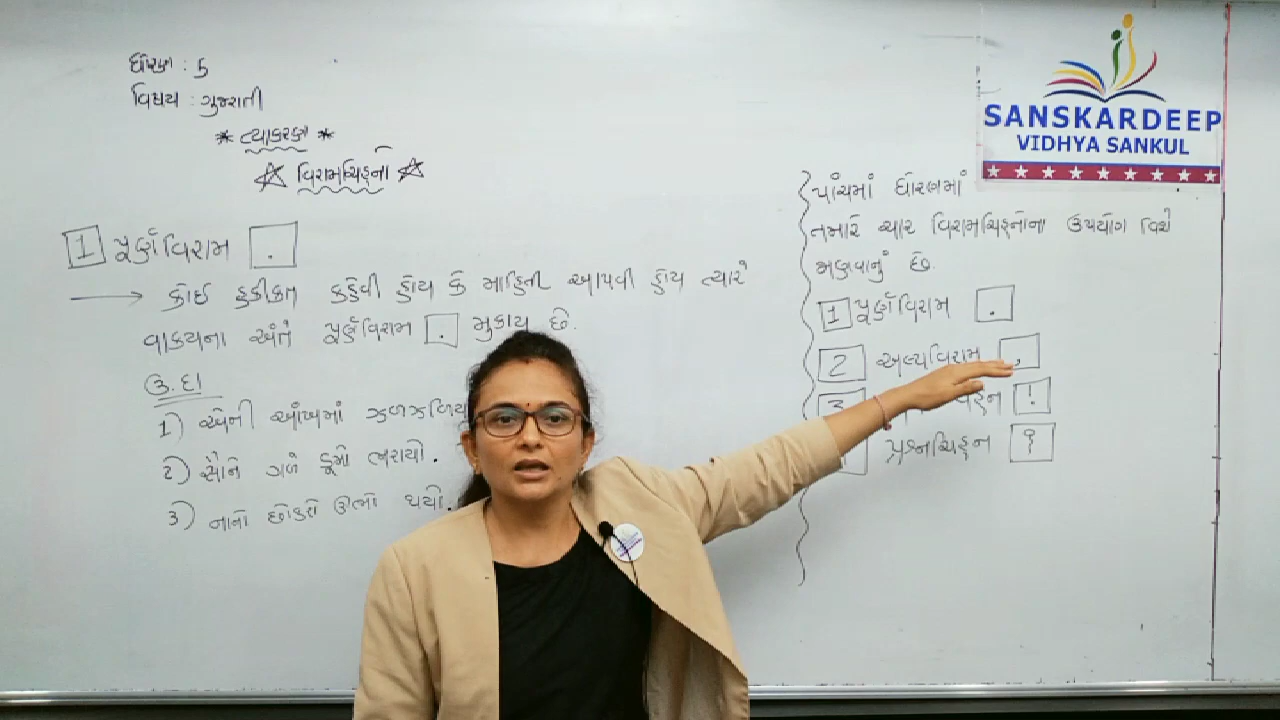 ધોરણ : 5
વિષય : ગુજરાતી
* વ્યાકરણ *
☆ વિરામચિહ્નો ☆
1 પૂર્ણવિરામ .
→ કોઈ હકીકત કહેવી હોય કે માહિતી આપવી હોય ત્યારે
વાક્યના અંતે પૂર્ણવિરામ . મુકાય છે.
ઉ.દા
1) એની આંખમાં
2) સૌને ગળે ડૂમો ભરાયો.
3) નાનો છોકરો ઊભો થયો.
SANSKARDEEP
VIDHYA SANKUL
પાંચમાં ધોરણમાં
તમારે ચાર વિરામચિહ્નોના ઉપયોગ વિશે
ભણવાનું છે.
1 પૂર્ણવિરામ .
2 અલ્પવિરામ ,
3 !
પ્રશ્નચિહ્ન ?